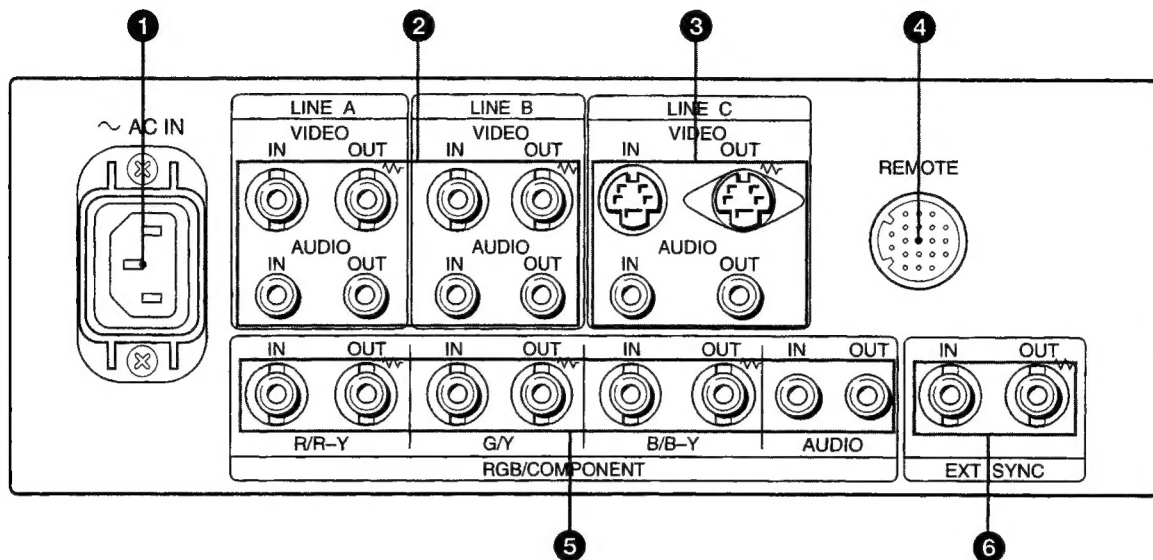 1 2 3 4
LINE A LINE B LINE C
∼ AC IN VIDEO VIDEO VIDEO
IN OUT IN OUT IN OUT
REMOTE
AUDIO AUDIO AUDIO
IN OUT IN OUT IN OUT
IN OUT IN OUT IN OUT IN OUT IN OUT
R/R–Y G/Y B/B–Y AUDIO
RGB/COMPONENT EXT SYNC
5 6